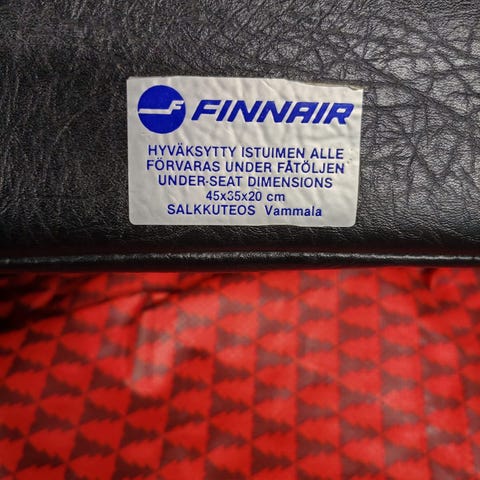 FINNAIR
HYVÄKSYTTY ISTUIMEN ALLE
FÖRVARAS UNDER FÅTÖLJEN
UNDER-SEAT DIMENSIONS
45x35x20 cm
SALKKUTEOS Vammala